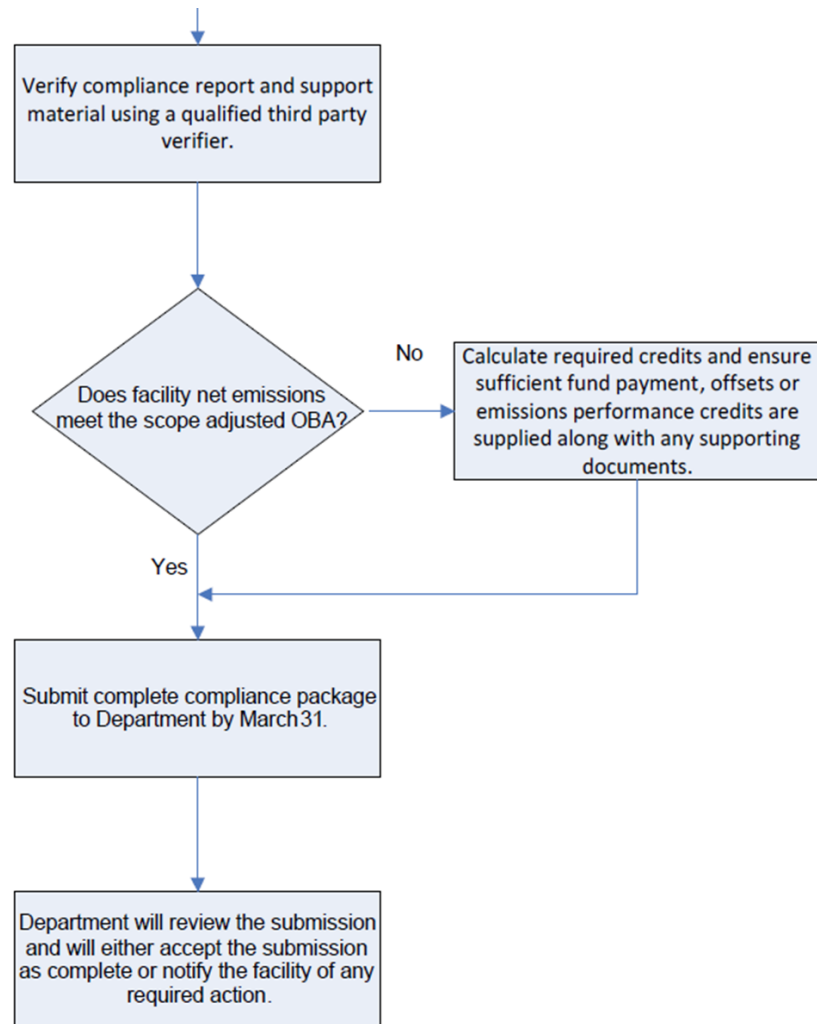 Verify compliance report and support
material using a qualified third party
verifier.
Does facility net emissions
meet the scope adjusted OBA?
No
Calculate required credits and ensure
sufficient fund payment, offsets or
emissions performance credits are
supplied along with any supporting
documents.
Yes
Submit complete compliance package
to Department by March 31.
Department will review the submission
and will either accept the submission
as complete or notify the facility of any
required action.